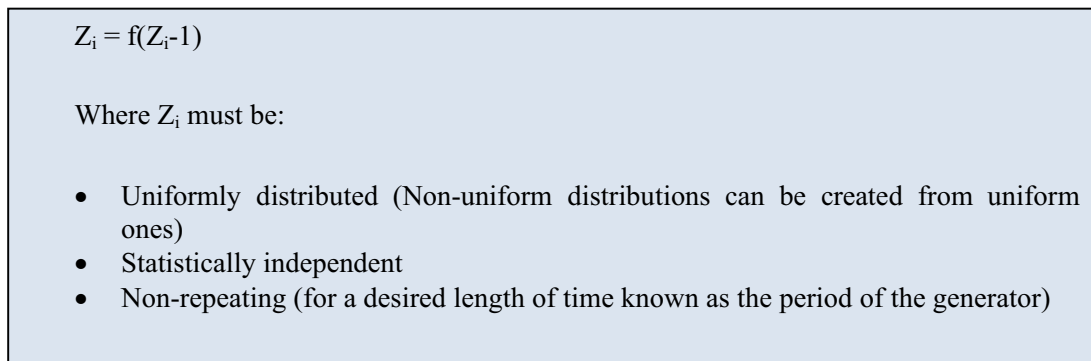 Zᵢ = f(Zᵢ-1)
Where Zᵢ must be:
• Uniformly distributed (Non-uniform distributions can be created from uniform
ones)
• Statistically independent
• Non-repeating (for a desired length of time known as the period of the generator)